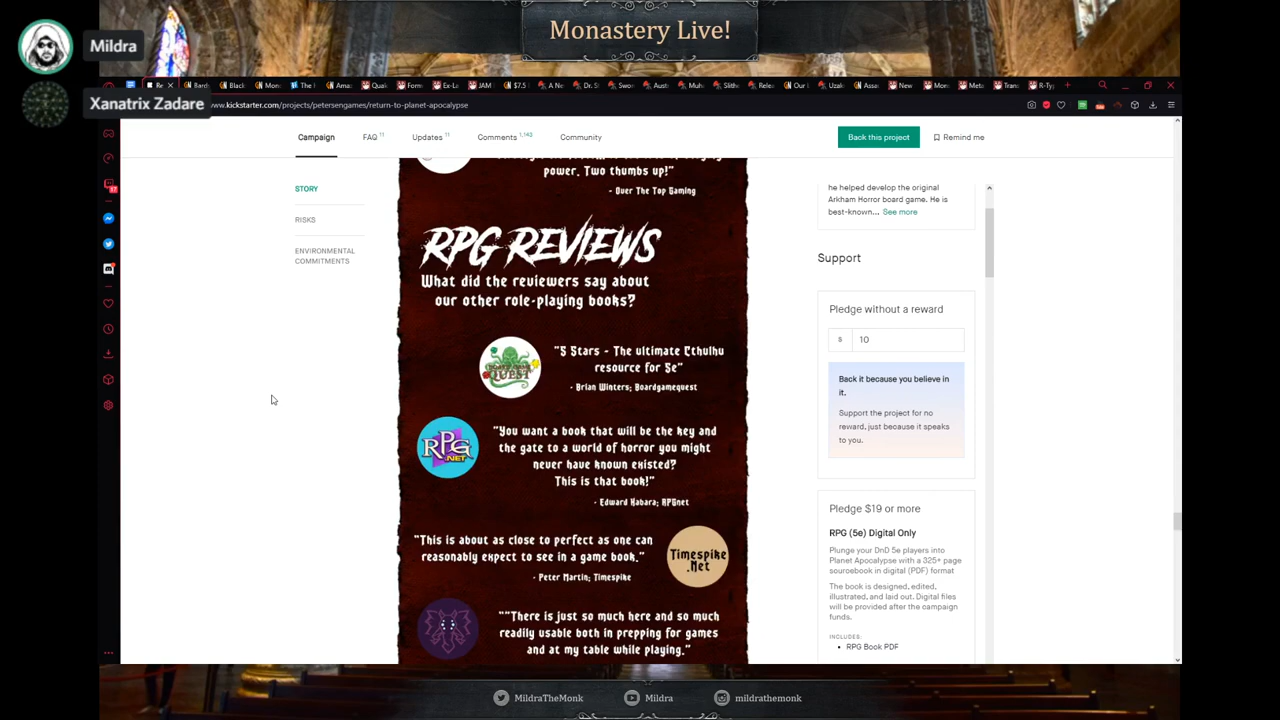 Monastery Live!
Mildra
Xanatrix Zadare
www.kickstarter.com/projects/petersengames/return-to-planet-apocalypse
Campaign
FAQ 11
Updates 11
Comments 1,143
Community
Back this project
Remind me
STORY
RISKS
ENVIRONMENTAL
COMMITMENTS
power. Two thumbs up!"
- Over The Top Gaming
RPG REVIEWS
What did the reviewers say about
our other role-playing books?
"5 Stars - The ultimate Cthulhu
resource for 5e"
- Brian Winters; Boardgamequest
"You want a book that will be the key and
the gate to a world of horror you might
never have known existed?
This is that book!"
- Edward Kabara; RPGnet
RPG
NET
"This is about as close to perfect as one can
reasonably expect to see in a game book."
- Peter Martin; Timespike
Timespike
.Net
""There is just so much here and so much
readily usable both in prepping for games
and at my table while playing."
he helped develop the original
Arkham Horror board game. He is
best-known... See more
Support
Pledge without a reward
$ 10
Back it because you believe in
it.
Support the project for no
reward, just because it speaks
to you.
Pledge $19 or more
RPG (5e) Digital Only
Plunge your DnD 5e players into
Planet Apocalypse with a 325+ page
sourcebook in digital (PDF) format
The book is designed, edited,
illustrated, and laid out. Digital files
will be provided after the campaign
funds.
INCLUDES:
• RPG Book PDF
MildraTheMonk
Mildra
mildrathemonk